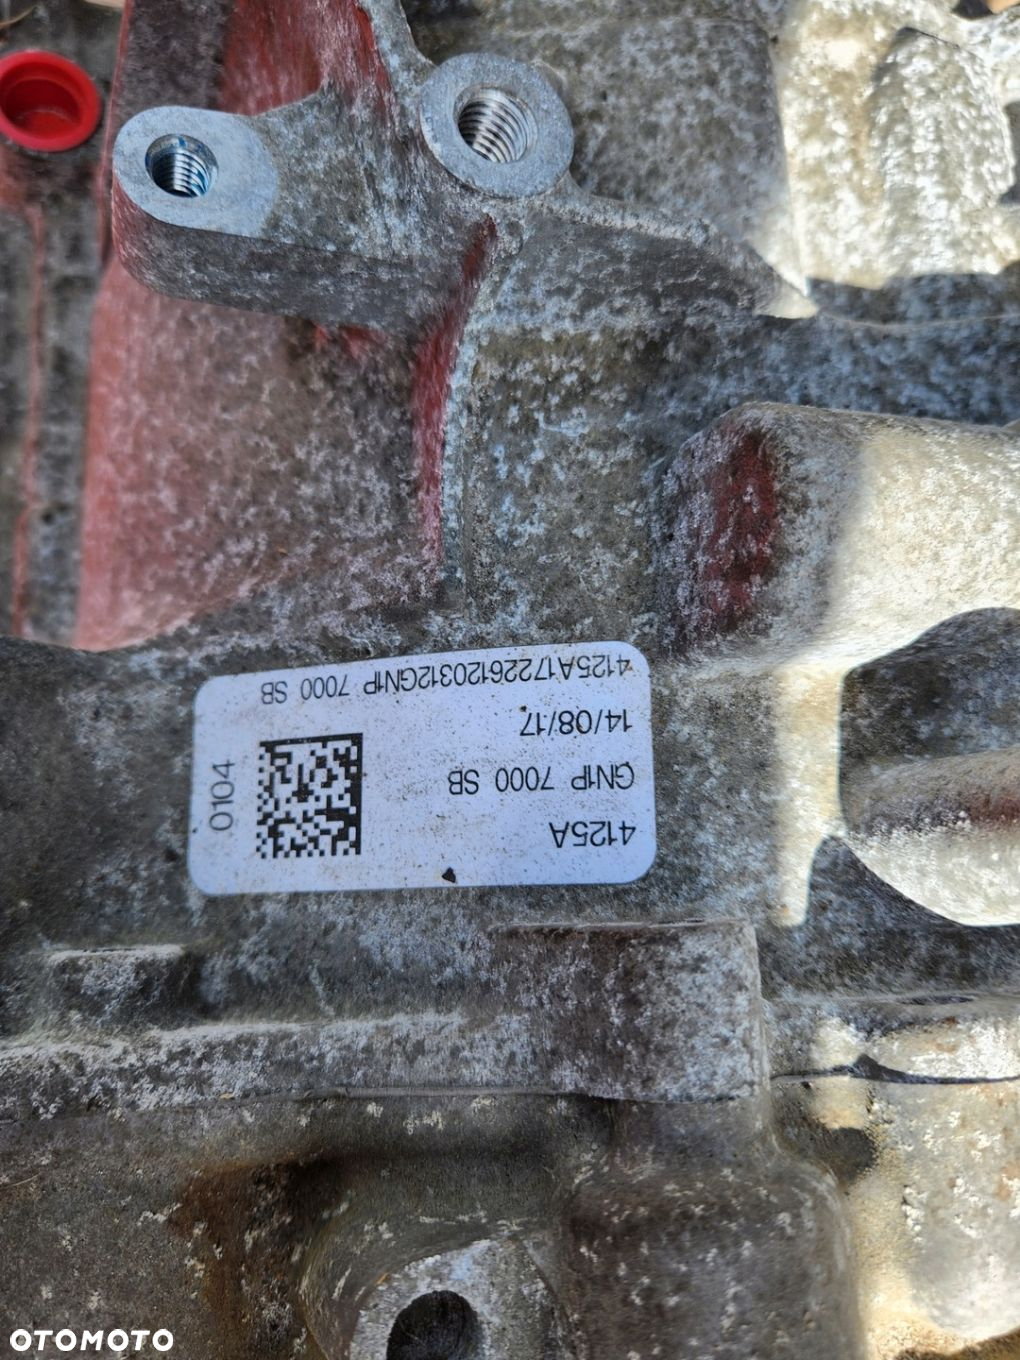 4125A
GN1P 7000 SB
14/08/17
4125A17226120312GN1P 7000 SB
0104
OTOMOTO